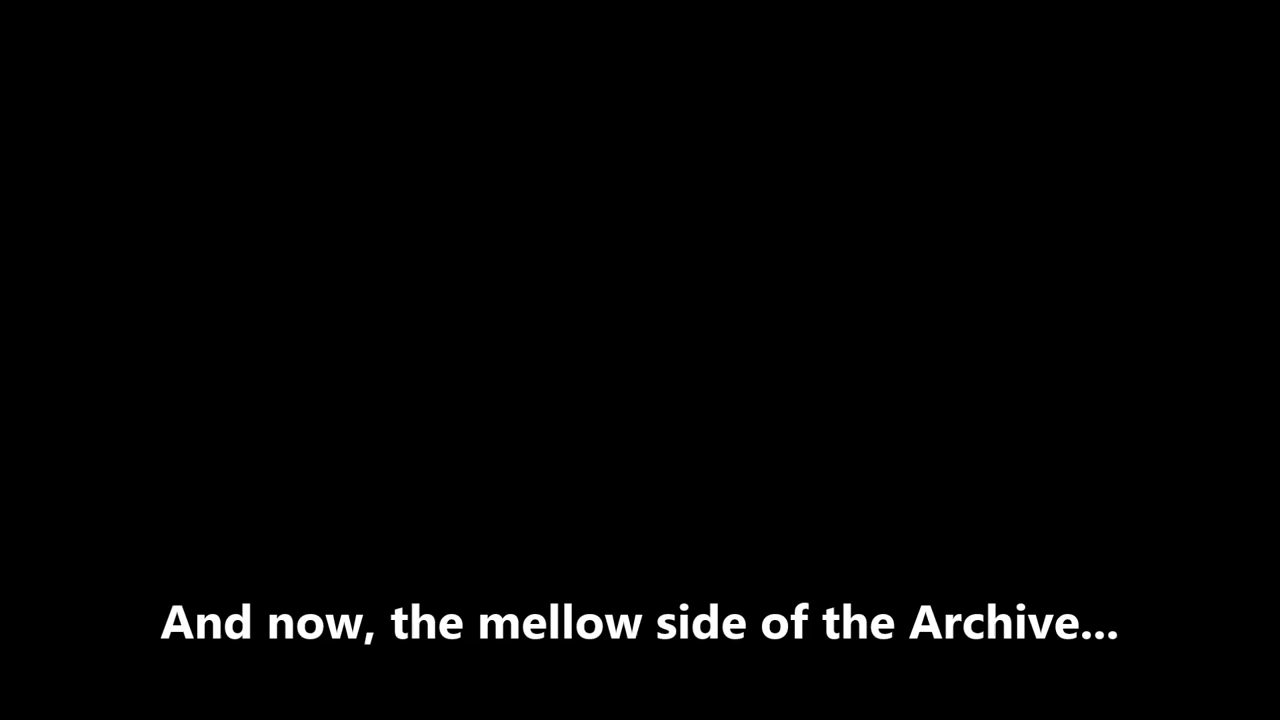 And now, the mellow side of the Archive...